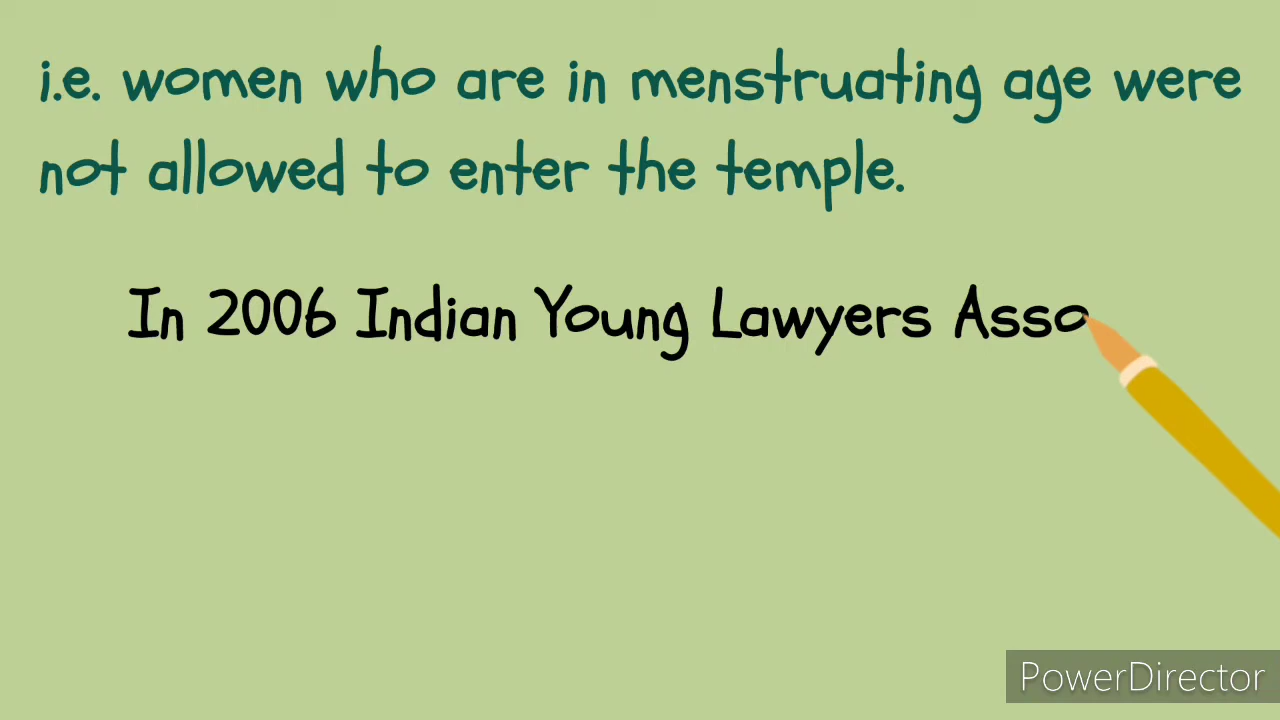 i.e. women who are in menstruating age were
not allowed to enter the temple.
In 2006 Indian Young Lawyers Asso
PowerDirector